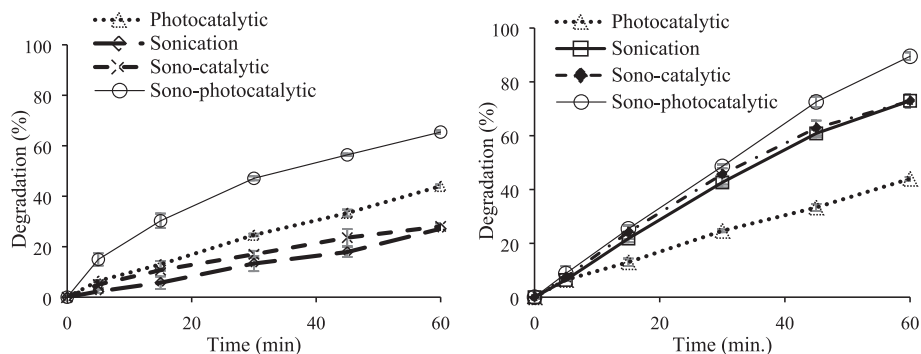 Photocatalytic
Sonication
Sono-catalytic
Sono-photocatalytic
100
80
60
40
20
0
Degradation (%)
0
20
40
60
Time (min)
Photocatalytic
Sonication
Sono-catalytic
Sono-photocatalytic
100
80
60
40
20
0
Degradation (%)
0
20
40
60
Time (min.)